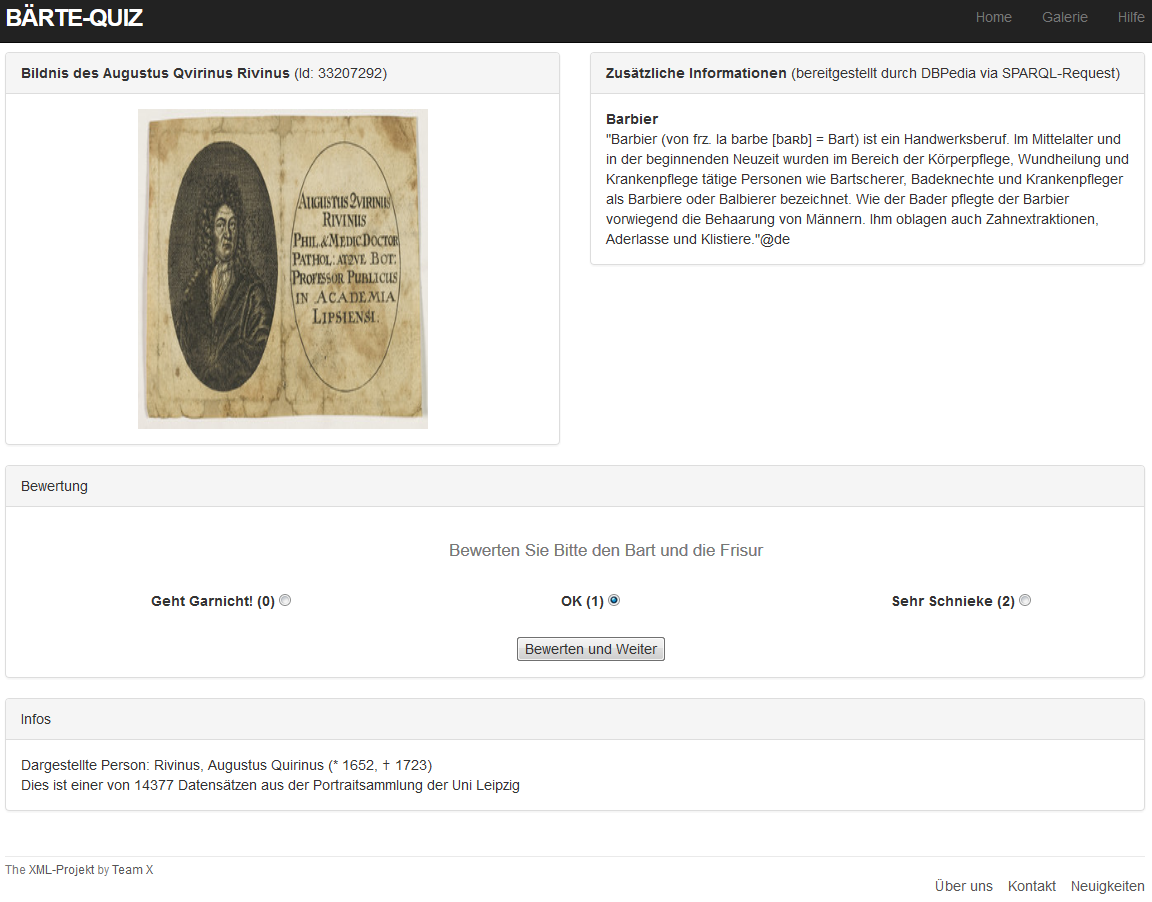 BÄRTE-QUIZ
Home Galerie Hilfe
Bildnis des Augustus Qvirinus Rivinus (Id: 33207292)
AUGUSTUS QVIRINUS
RIVINUS
PHIL. & MEDIC DOCTOR
PATHOL: ATQVE BOT:
PROFESSOR PUBLICUS
IN ACADEMIA
LIPSIENSI.
Zusätzliche Informationen (bereitgestellt durch DBPedia via SPARQL-Request)
Barbier
"Barbier (von frz. la barbe [baʀb] = Bart) ist ein Handwerksberuf. Im Mittelalter und
in der beginnenden Neuzeit wurden im Bereich der Körperpflege, Wundheilung und
Krankenpflege tätige Personen wie Bartscherer, Badeknechte und Krankenpfleger
als Barbiere oder Balbierer bezeichnet. Wie der Bader pflegte der Barbier
vorwiegend die Behaarung von Männern. Ihm oblagen auch Zahnextraktionen,
Aderlasse und Klistiere."@de
Bewertung
Bewerten Sie Bitte den Bart und die Frisur
Geht Garnicht! (0) OK (1) Sehr Schnieke (2)
Bewerten und Weiter
Infos
Dargestellte Person: Rivinus, Augustus Quirinus (* 1652, † 1723)
Dies ist einer von 14377 Datensätzen aus der Portraitsammlung der Uni Leipzig
The XML-Projekt by Team X
Über uns Kontakt Neuigkeiten